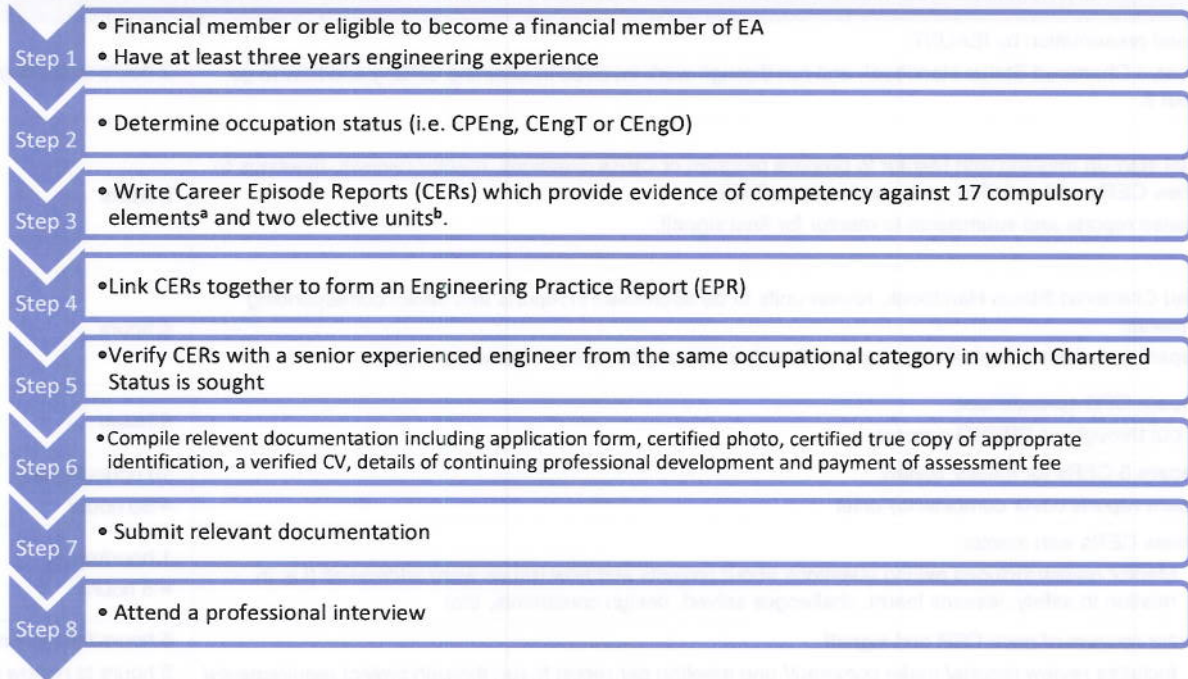 Step 1
• Financial member or eligible to become a financial member of EA
• Have at least three years engineering experience
Step 2
• Determine occupation status (i.e. CPEng, CEngT or CEngO)
Step 3
• Write Career Episode Reports (CERs) which provide evidence of competency against 17 compulsory
elementsᵃ and two elective unitsᵇ.
Step 4
•Link CERs together to form an Engineering Practice Report (EPR)
Step 5
•Verify CERs with a senior experienced engineer from the same occupational category in which Chartered
Status is sought
Step 6
•Compile relevent documentation including application form, certified photo, certified true copy of approprate
identification, a verified CV, details of continuing professional development and payment of assessment fee
Step 7
• Submit relevant documentation
Step 8
• Attend a professional interview